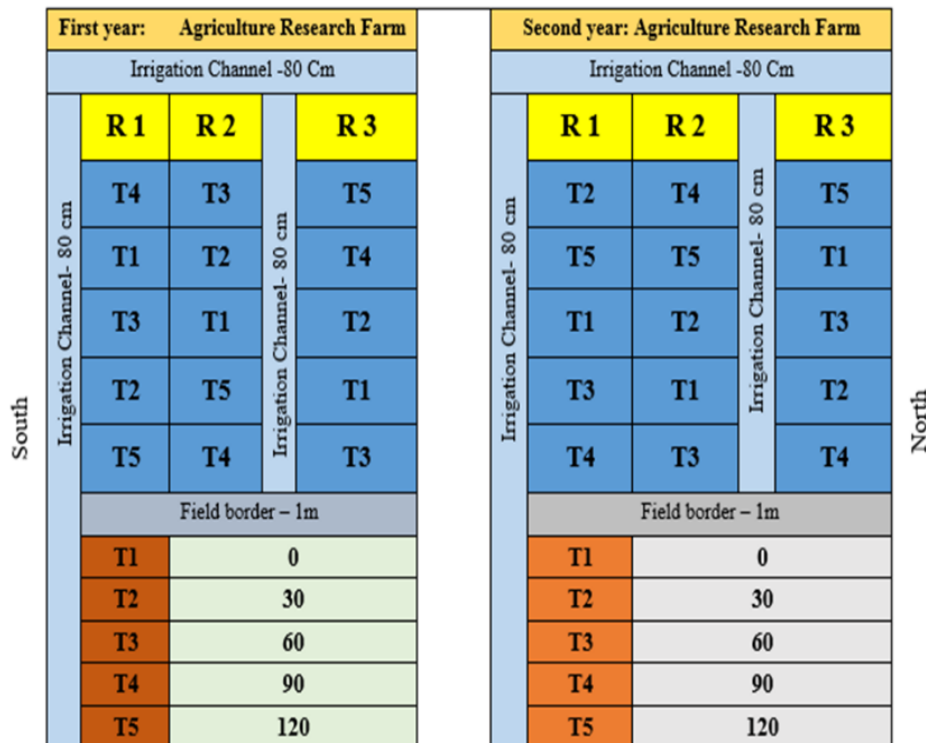 First year: Agriculture Research Farm
Irrigation Channel -80 Cm
South
Irrigation Channel- 80 cm
R 1 R 2 R 3
Irrigation Channel- 80 cm
T4 T3 T5
T1 T2 T4
T3 T1 T2
T2 T5 T1
T5 T4 T3
Field border – 1m
T1 0
T2 30
T3 60
T4 90
T5 120
Second year: Agriculture Research Farm
Irrigation Channel -80 Cm
Irrigation Channel- 80 cm
R 1 R 2 R 3
Irrigation Channel- 80 cm
T2 T4 T5
T5 T5 T1
T1 T2 T3
T3 T1 T2
T4 T3 T4
Field border – 1m
T1 0
T2 30
T3 60
T4 90
T5 120
North